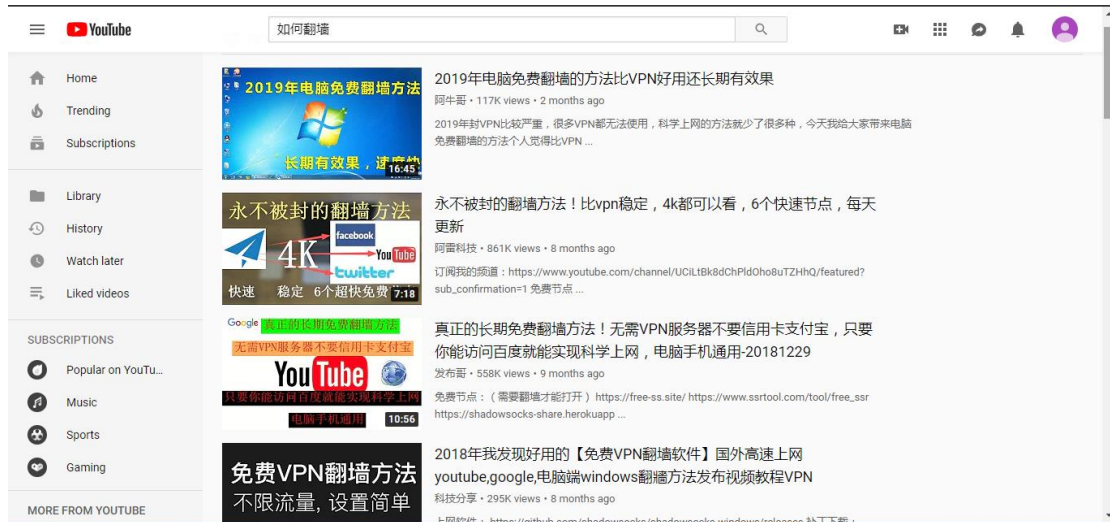 YouTube
如何翻墙
Home
Trending
Subscriptions
Library
History
Watch later
Liked videos
SUBSCRIPTIONS
Popular on YouTu...
Music
Sports
Gaming
MORE FROM YOUTUBE
2019年电脑免费翻墙方法
长期有效果，速度快
16:45
2019年电脑免费翻墙的方法比VPN好用还长期有效果
阿牛哥 • 117K views • 2 months ago
2019年封VPN比较严重，很多VPN都无法使用，科学上网的方法就少了很多种，今天我给大家带来电脑
免费翻墙的方法个人觉得比VPN ...
永不被封的翻墙方法
4K
facebook
YouTube
twitter
快速 稳定 6个超快免费
7:18
永不被封的翻墙方法！比vpn稳定，4k都可以看，6个快速节点，每天
更新
阿雷科技 • 861K views • 8 months ago
订阅我的频道：https://www.youtube.com/channel/UCiLtBk8dChPldOho8uTZHhQ/featured?
sub_confirmation=1 免费节点 ...
Google 真正的长期免费翻墙方法
无需VPN服务器不要信用卡支付宝
YouTube
只要你能访问百度就能实现科学上网
电脑手机通用
10:56
真正的长期免费翻墙方法！无需VPN服务器不要信用卡支付宝，只要
你能访问百度就能实现科学上网，电脑手机通用-20181229
发布哥 • 558K views • 9 months ago
免费节点：（需要翻墙才能打开）https://free-ss.site/ https://www.ssrtool.com/tool/free_ssr
https://shadowsocks-share.herokuapp ...
免费VPN翻墙方法
不限流量, 设置简单
2018年我发现好用的【免费VPN翻墙软件】国外高速上网
youtube,google,电脑端windows翻牆方法发布视频教程VPN
科技分享 • 295K views • 8 months ago
上网软件：https://github.com/shadowsocks/shadowsocks-windows/releases 补丁下载：